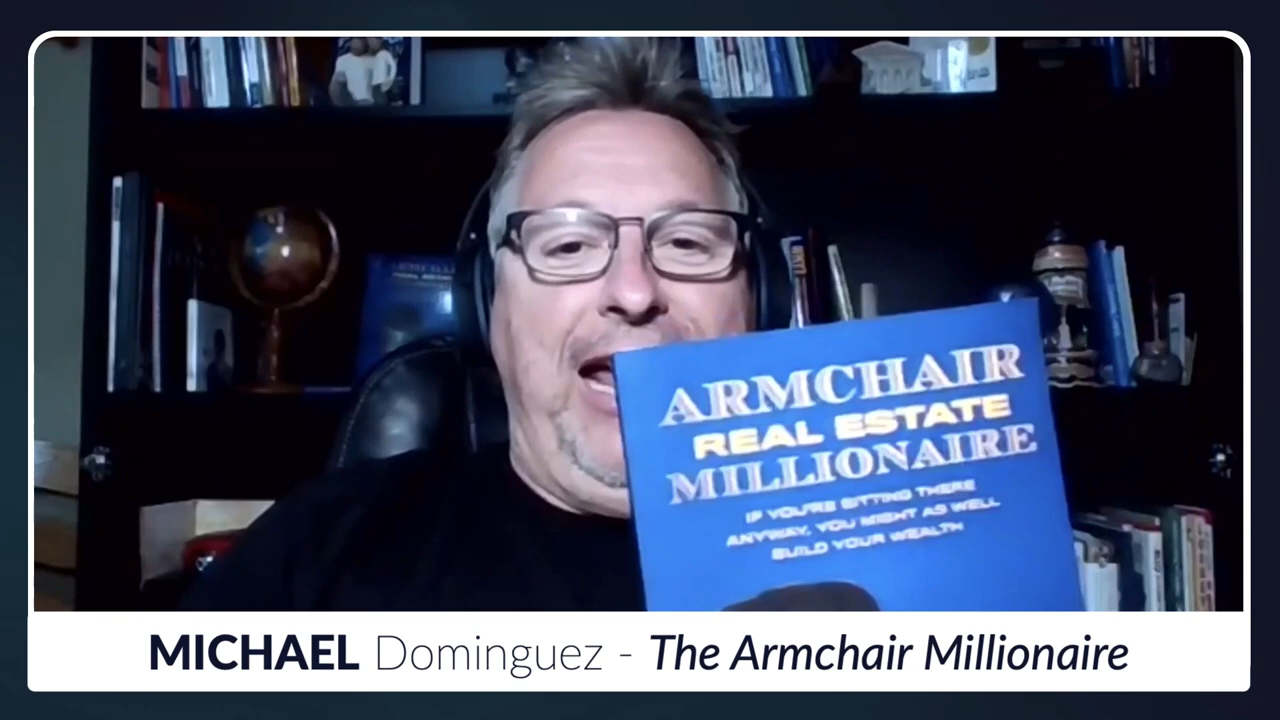 ARMCHAIR
REAL ESTATE
MILLIONAIRE
IF YOU'RE SITTING THERE
ANYWAY, YOU MIGHT AS WELL
BUILD YOUR WEALTH
MICHAEL Dominguez - The Armchair Millionaire